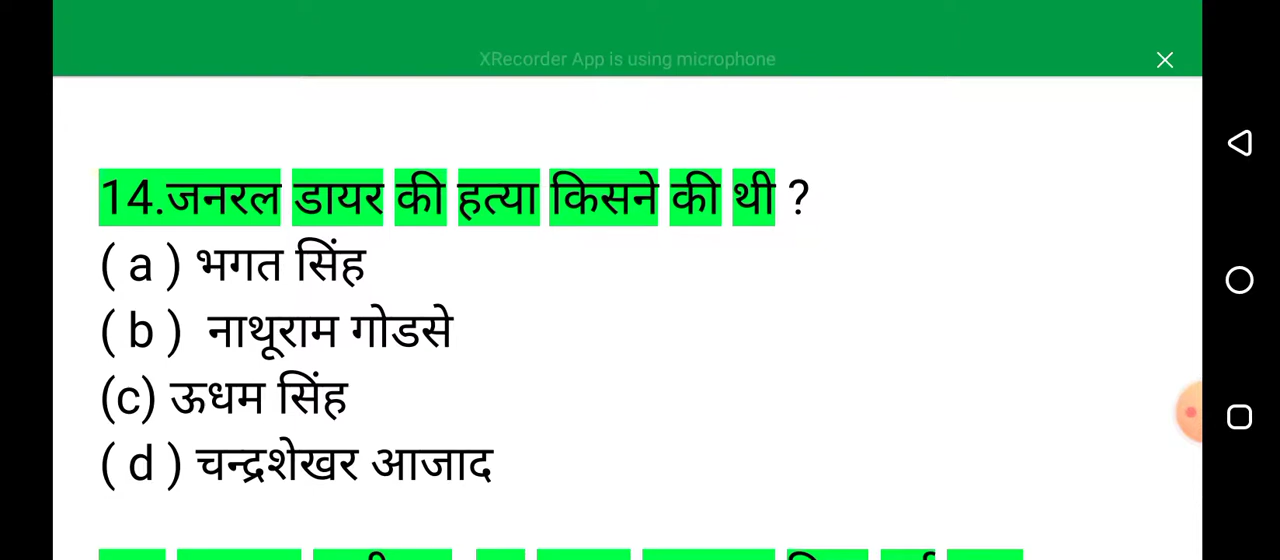 XRecorder App is using microphone
14.जनरल डायर की हत्या किसने की थी ?
( a ) भगत सिंह
( b ) नाथूराम गोडसे
(c) ऊधम सिंह
( d ) चन्द्रशेखर आजाद